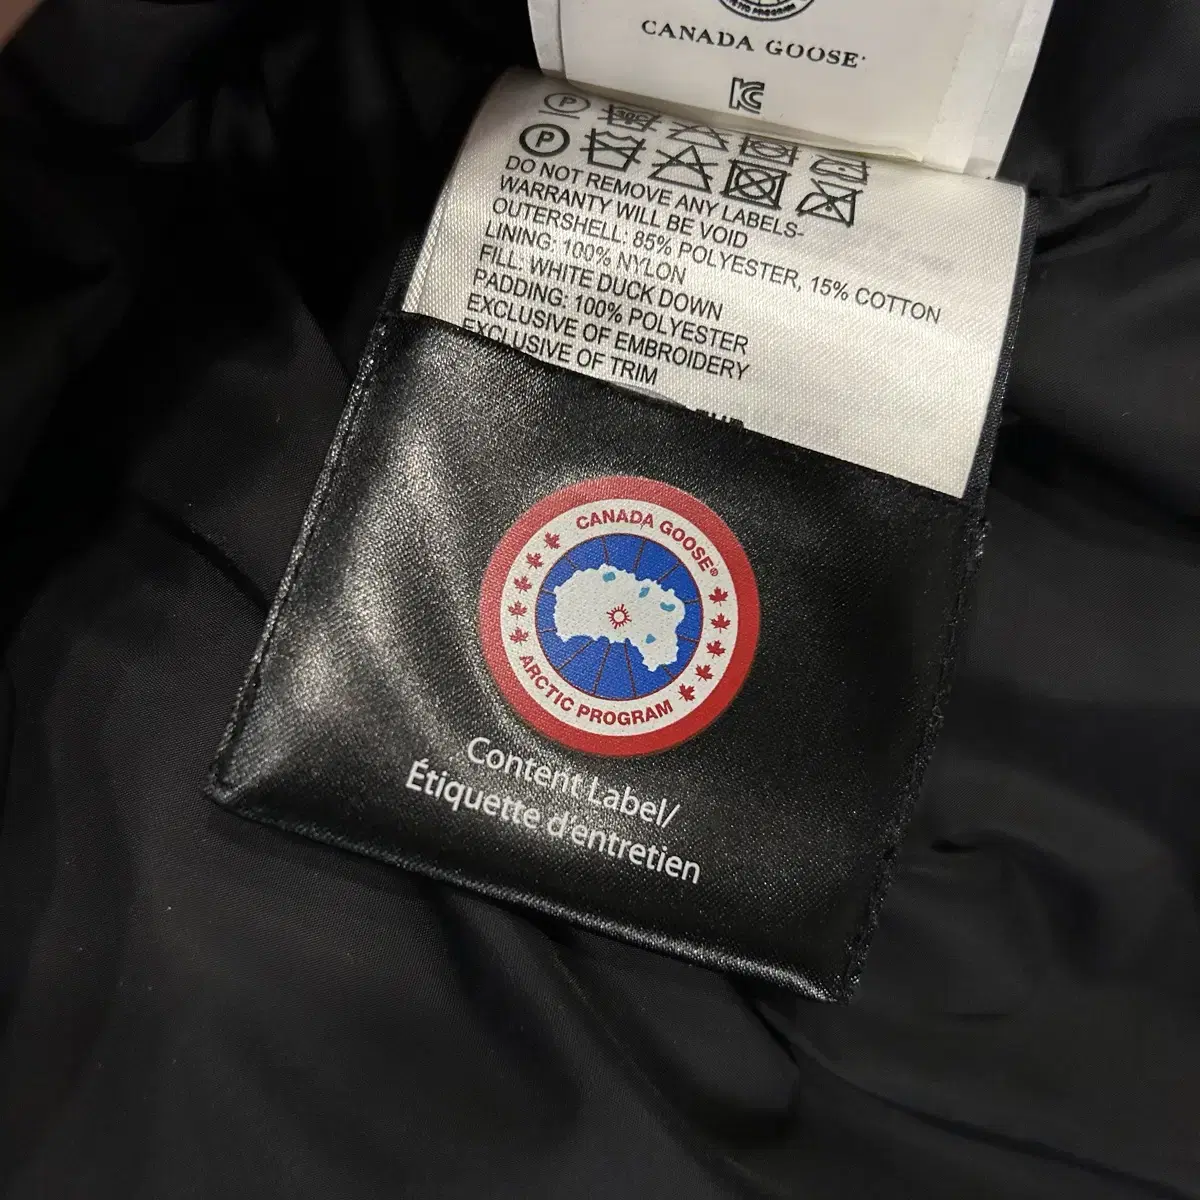 CANADA GOOSE
KC
P
30C
P
DO NOT REMOVE ANY LABELS-
WARRANTY WILL BE VOID
OUTERSHELL: 85% POLYESTER, 15% COTTON
LINING: 100% NYLON
FILL, WHITE DUCK DOWN
PADDING: 100% POLYESTER
EXCLUSIVE OF EMBROIDERY
EXCLUSIVE OF TRIM
CANADA GOOSE®
ARCTIC PROGRAM
Content Label/
Étiquette d'entretien